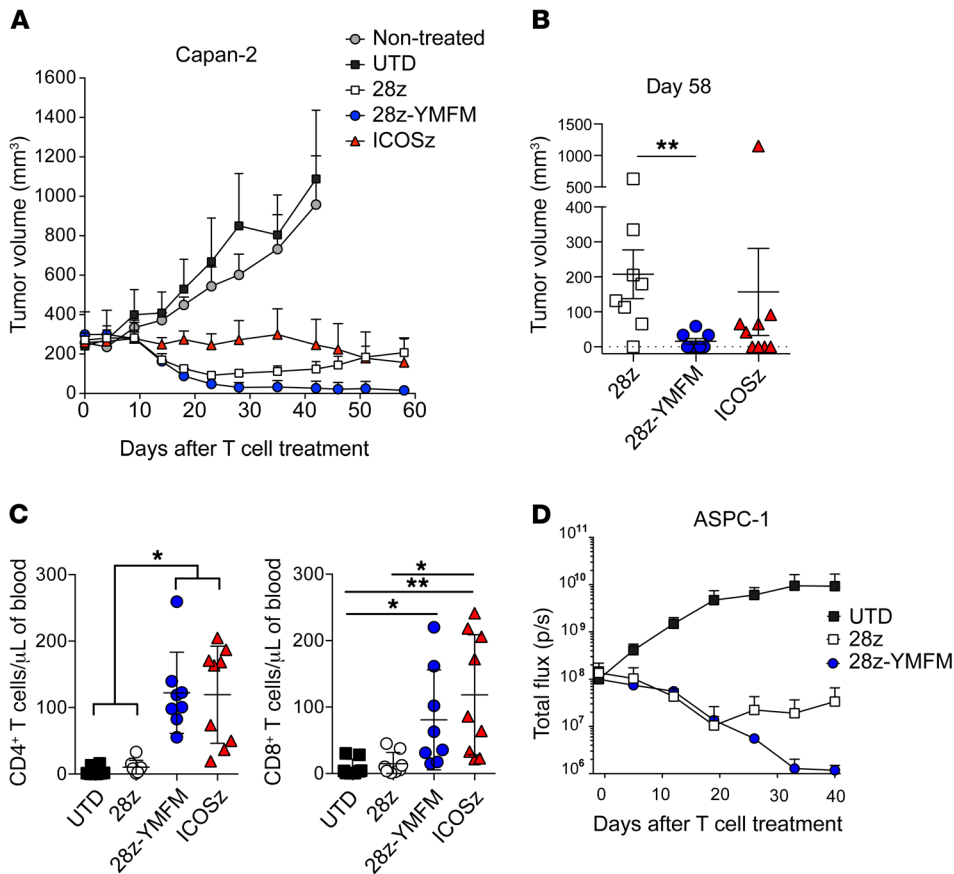 A
Capan-2
Non-treated
UTD
28z
28z-YMFM
ICOSz
Tumor volume (mm³)
1600
1400
1200
1000
800
600
400
200
0
0 10 20 30 40 50 60
Days after T cell treatment
B
Day 58
**
Tumor volume (mm³)
1500
1000
500
400
300
200
100
0
28z
28z-YMFM
ICOSz
C
*
CD4⁺ T cells/μL of blood
300
200
100
0
UTD
28z
28z-YMFM
ICOSz
*
**
*
CD8⁺ T cells/μL of blood
300
200
100
0
UTD
28z
28z-YMFM
ICOSz
D
ASPC-1
UTD
28z
28z-YMFM
Total flux (p/s)
10¹¹
10¹⁰
10⁹
10⁸
10⁷
10⁶
0 10 20 30 40
Days after T cell treatment